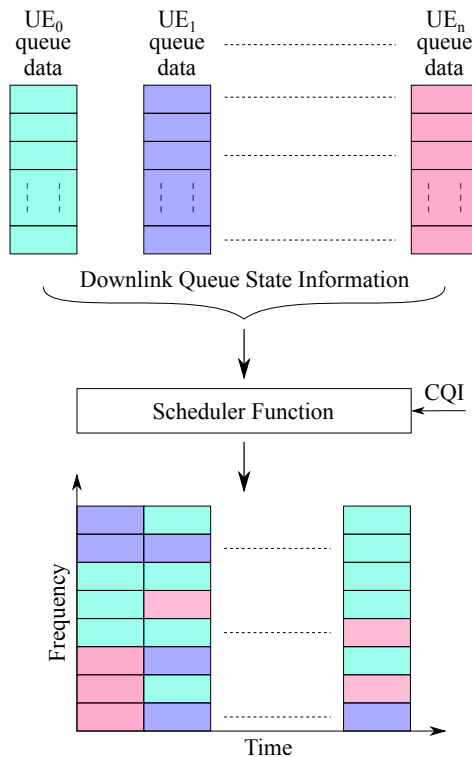 UE₀ UE₁ UEₙ
queue queue queue
data data data
Downlink Queue State Information
CQI
Scheduler Function
Frequency
Time